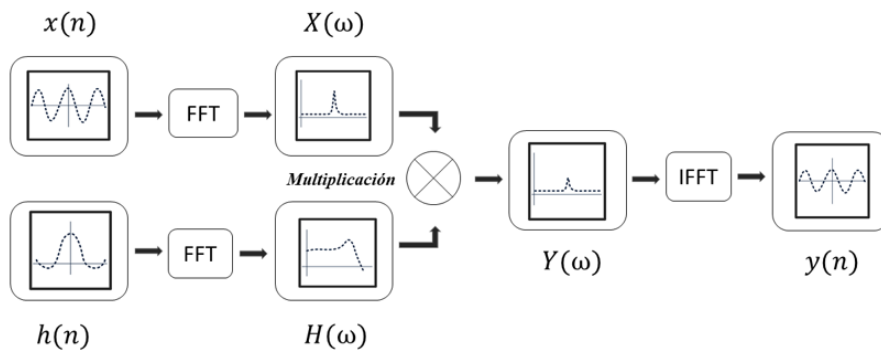 x(n)
X(ω)
FFT
FFT
h(n)
H(ω)
Multiplicación
Y(ω)
IFFT
y(n)